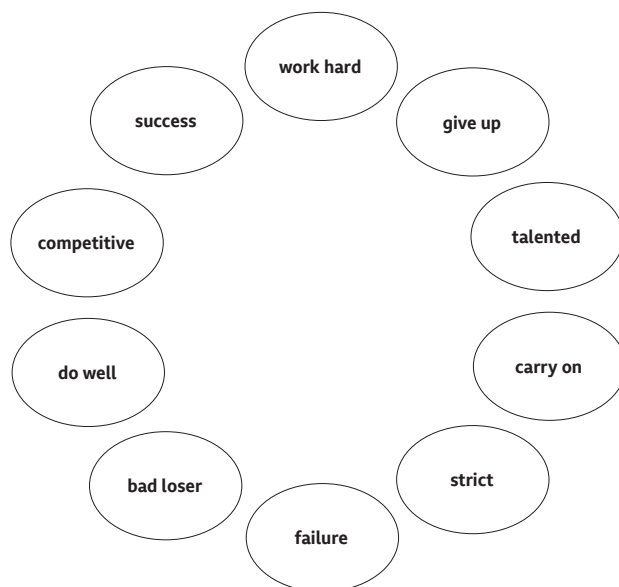 work hard
success
give up
competitive
talented
do well
carry on
bad loser
strict
failure